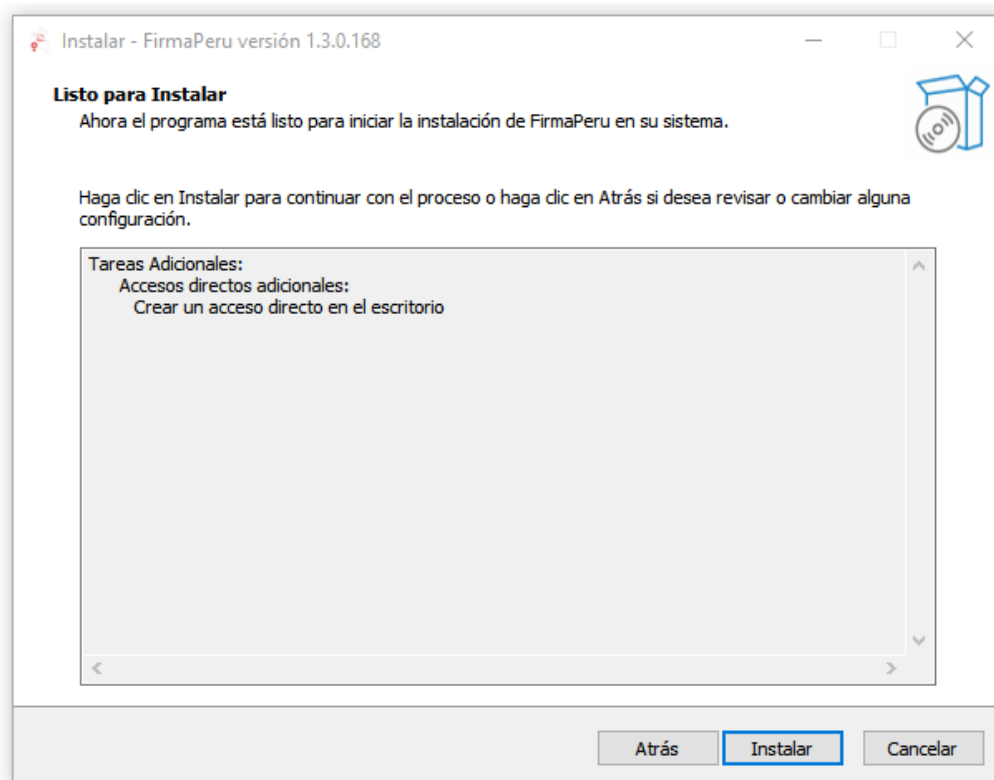 Instalar - FirmaPeru versión 1.3.0.168
Listo para Instalar
Ahora el programa está listo para iniciar la instalación de FirmaPeru en su sistema.
Haga clic en Instalar para continuar con el proceso o haga clic en Atrás si desea revisar o cambiar alguna
configuración.
Tareas Adicionales:
Accesos directos adicionales:
Crear un acceso directo en el escritorio
Atrás
Instalar
Cancelar